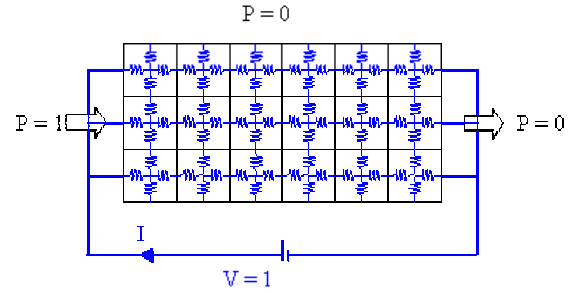 P = 0
P = 1
P = 0
I
V = 1